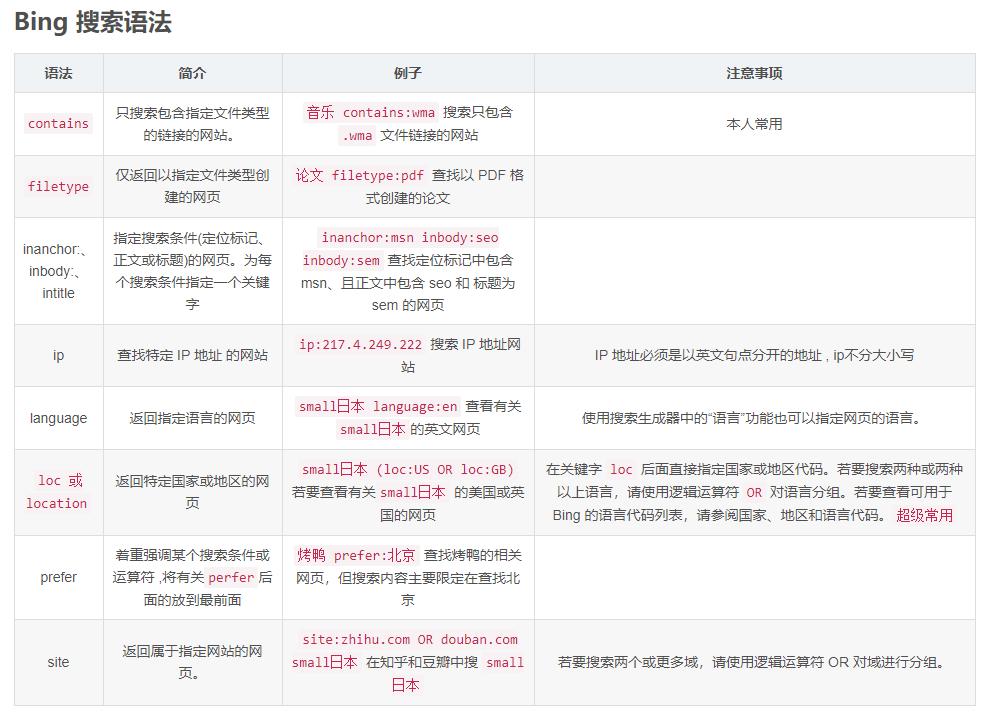 Bing 搜索语法
语法 简介 例子 注意事项
contains
只搜索包含指定文件类型
的链接的网站。
音乐 contains:wma 搜索只包含
.wma 文件链接的网站
本人常用
filetype
仅返回以指定文件类型创
建的网页
论文 filetype:pdf 查找以 PDF 格
式创建的论文
inanchor:、
inbody:、
intitle
指定搜索条件(定位标记、
正文或标题)的网页。为每
个搜索条件指定一个关键
字
inanchor:msn inbody:seo
inbody:sem 查找定位标记中包含
msn、且正文中包含 seo 和 标题为
sem 的网页
ip
查找特定 IP 地址 的网站
ip:217.4.249.222 搜索 IP 地址网
站
IP 地址必须是以英文句点分开的地址 , ip不分大小写
language
返回指定语言的网页
small日本 language:en 查看有关
small日本 的英文网页
使用搜索生成器中的“语言”功能也可以指定网页的语言。
loc 或
location
返回特定国家或地区的网
页
small日本 (loc:US OR loc:GB)
若要查看有关 small日本 的美国或英
国的网页
在关键字 loc 后面直接指定国家或地区代码。若要搜索两种或两种
以上语言，请使用逻辑运算符 OR 对语言分组。若要查看可用于
Bing 的语言代码列表，请参阅国家、地区和语言代码。 超级常用
prefer
着重强调某个搜索条件或
运算符 ,将有关 perfer 后
面的放到最前面
烤鸭 prefer:北京 查找烤鸭的相关
网页，但搜索内容主要限定在查找北
京
site
返回属于指定网站的网
页。
site:zhihu.com OR douban.com
small日本 在知乎和豆瓣中搜 small
日本
若要搜索两个或更多域，请使用逻辑运算符 OR 对域进行分组。